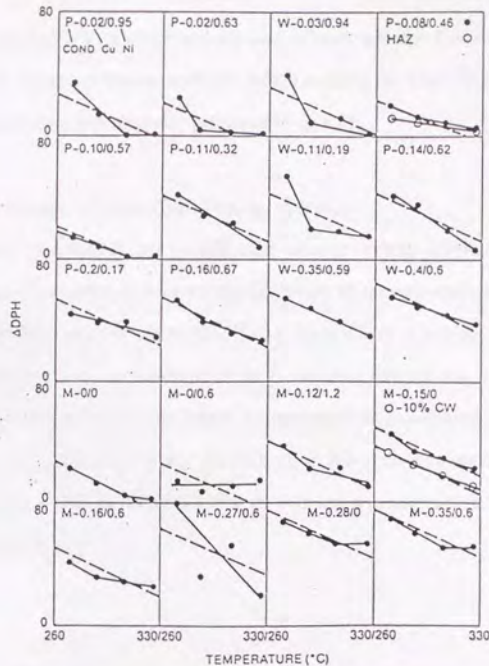 80
P-0.02/0.95
P-0.02/0.63
W-0.03/0.94
P-0.08/0.46
COND Cu Ni
HAZ
80
P-0.10/0.57
P-0.11/0.32
W-0.11/0.19
P-0.14/0.62
80
P-0.2/0.17
P-0.16/0.67
W-0.35/0.59
W-0.4/0.6
ΔDPH
80
M-0/0
M-0/0.6
M-0.12/1.2
M-0.15/0
O-10% CW
0
80
M-0.16/0.6
M-0.27/0.6
M-0.28/0
M-0.35/0.6
0
260 330/260 330/260 330/260 330
TEMPERATURE (°C)